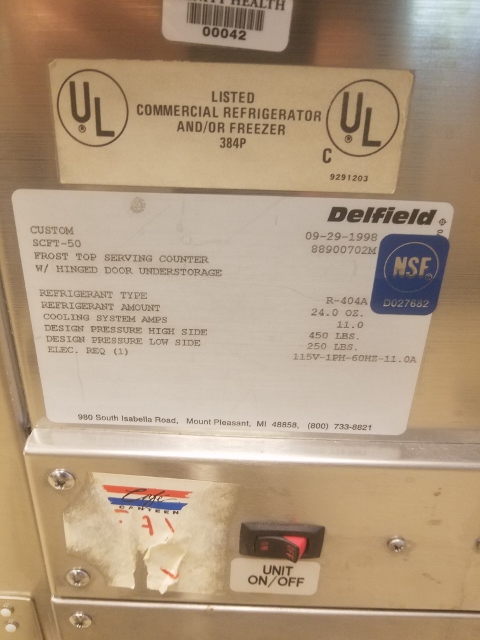 HEALTH
00042
UL
LISTED
COMMERCIAL REFRIGERATOR
AND/OR FREEZER
384P
C UL
9291203
Delfield
CUSTOM 09-29-1998
SCFT-50 88900702M
FROST TOP SERVING COUNTER
W/ HINGED DOOR UNDERSTORAGE
NSF
D027682
REFRIGERANT TYPE R-404A
REFRIGERANT AMOUNT 24.0 OZ.
COOLING SYSTEM AMPS 11.0
DESIGN PRESSURE HIGH SIDE 450 LBS.
DESIGN PRESSURE LOW SIDE 250 LBS.
ELEC. REQ (1) 115V-1PH-60HZ-11.0A
980 South Isabella Road, Mount Pleasant, MI 48858, (800) 733-8821
Cafe
CANTEEN
UNIT
ON/OFF